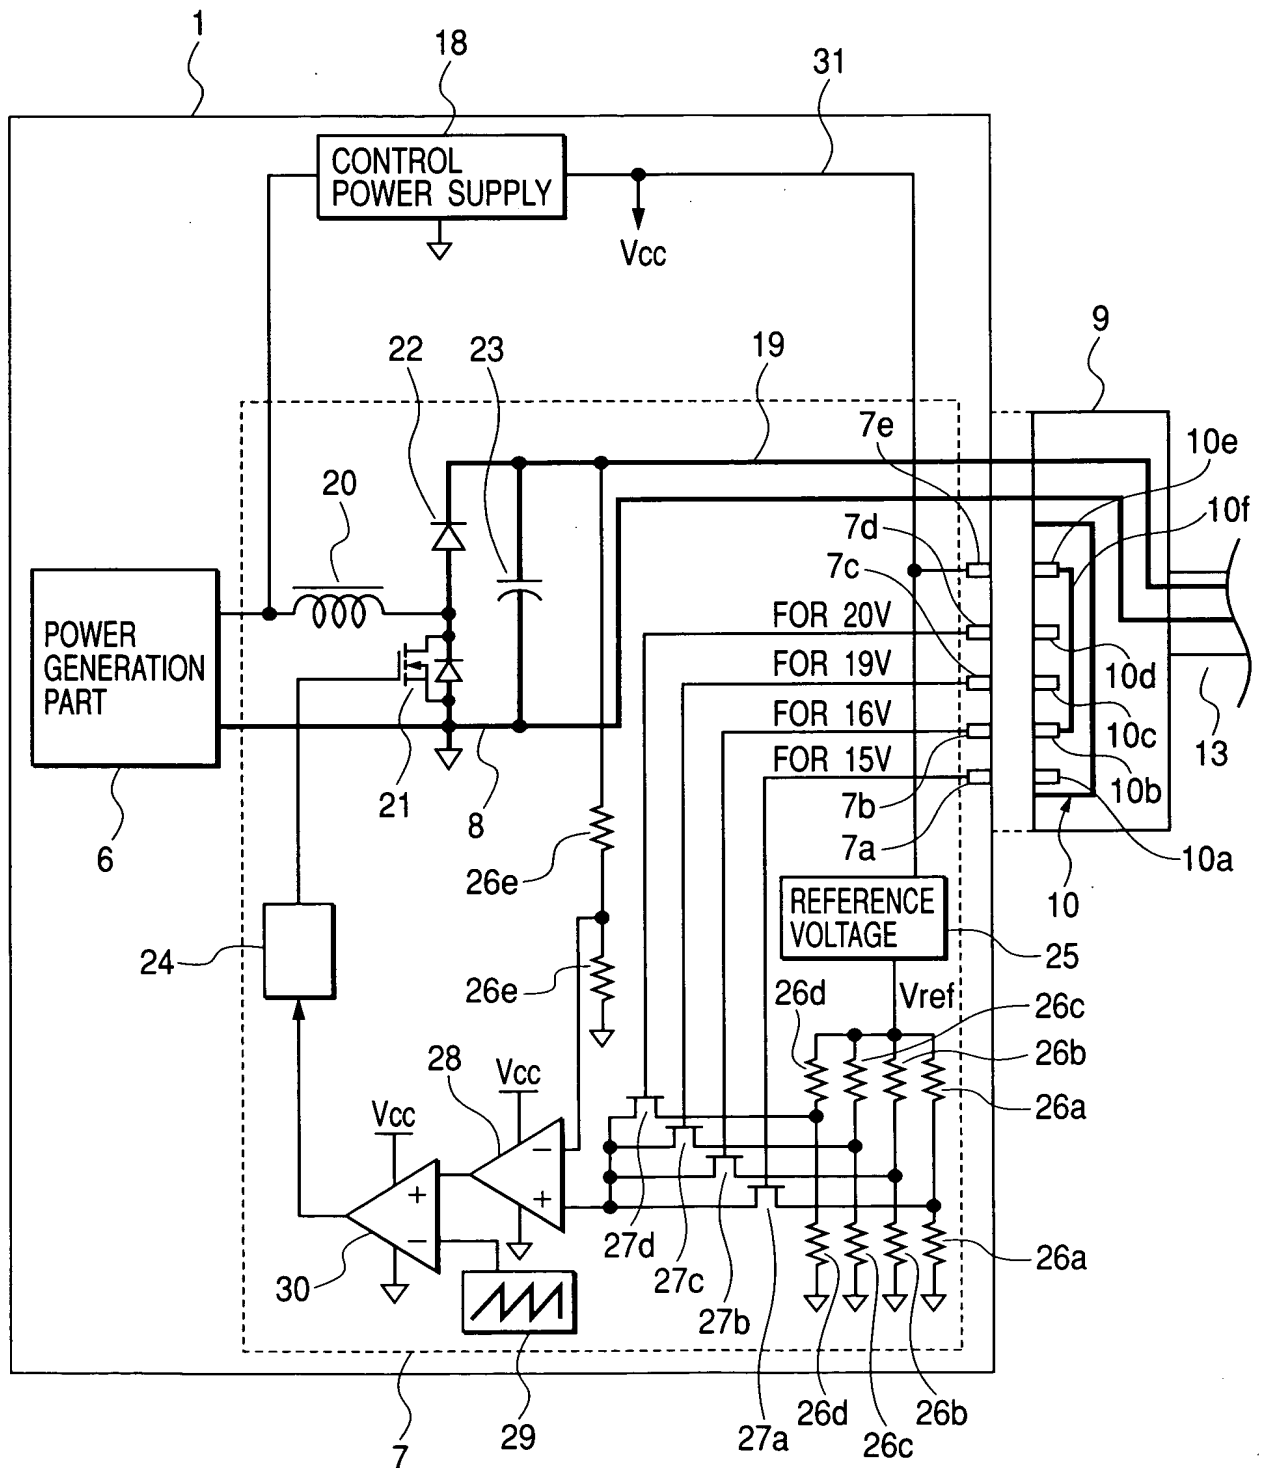 1
18
31
CONTROL
POWER SUPPLY
Vcc
22
23
19
9
7e
10e
20
7d
10f
7c
POWER
GENERATION
PART
FOR 20V
FOR 19V
10d
FOR 16V
10c
13
FOR 15V
10b
21
8
7b
6
7a
10a
26e
10
REFERENCE
VOLTAGE
24
25
26e
26d
Vref
26c
28
Vcc
26b
Vcc
26a
−
+
+
−
27d
26a
30
27c
27b
29
26d
26b
7
27a
26c